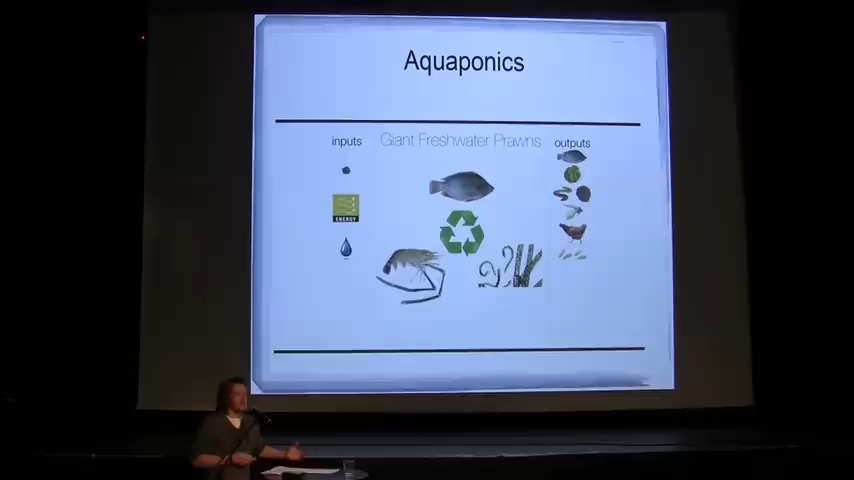 Aquaponics
inputs
Giant Freshwater Prawns
outputs
ENERGY